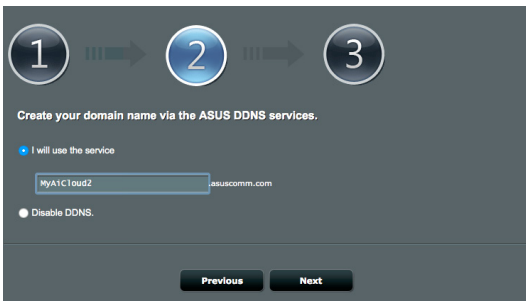 1 2 3
Create your domain name via the ASUS DDNS services.
I will use the service
MyAiCloud2 .asuscomm.com
Disable DDNS.
Previous Next